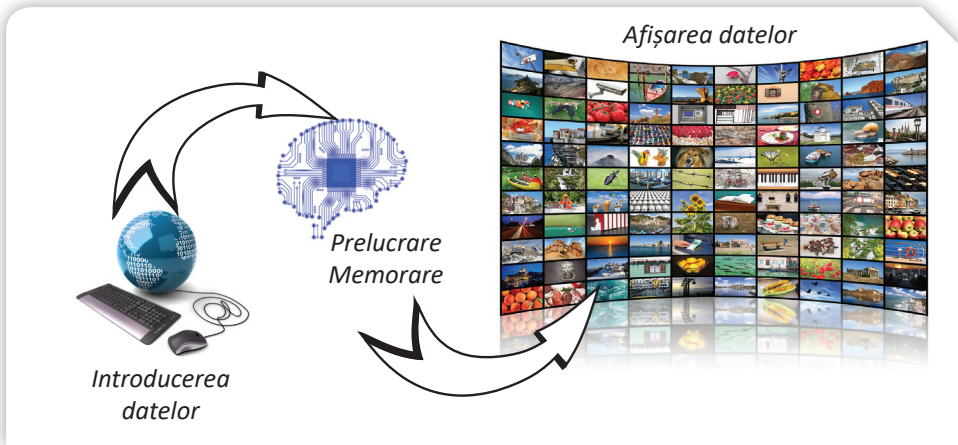 Afișarea datelor
Prelucrare
Memorare
Introducerea
datelor